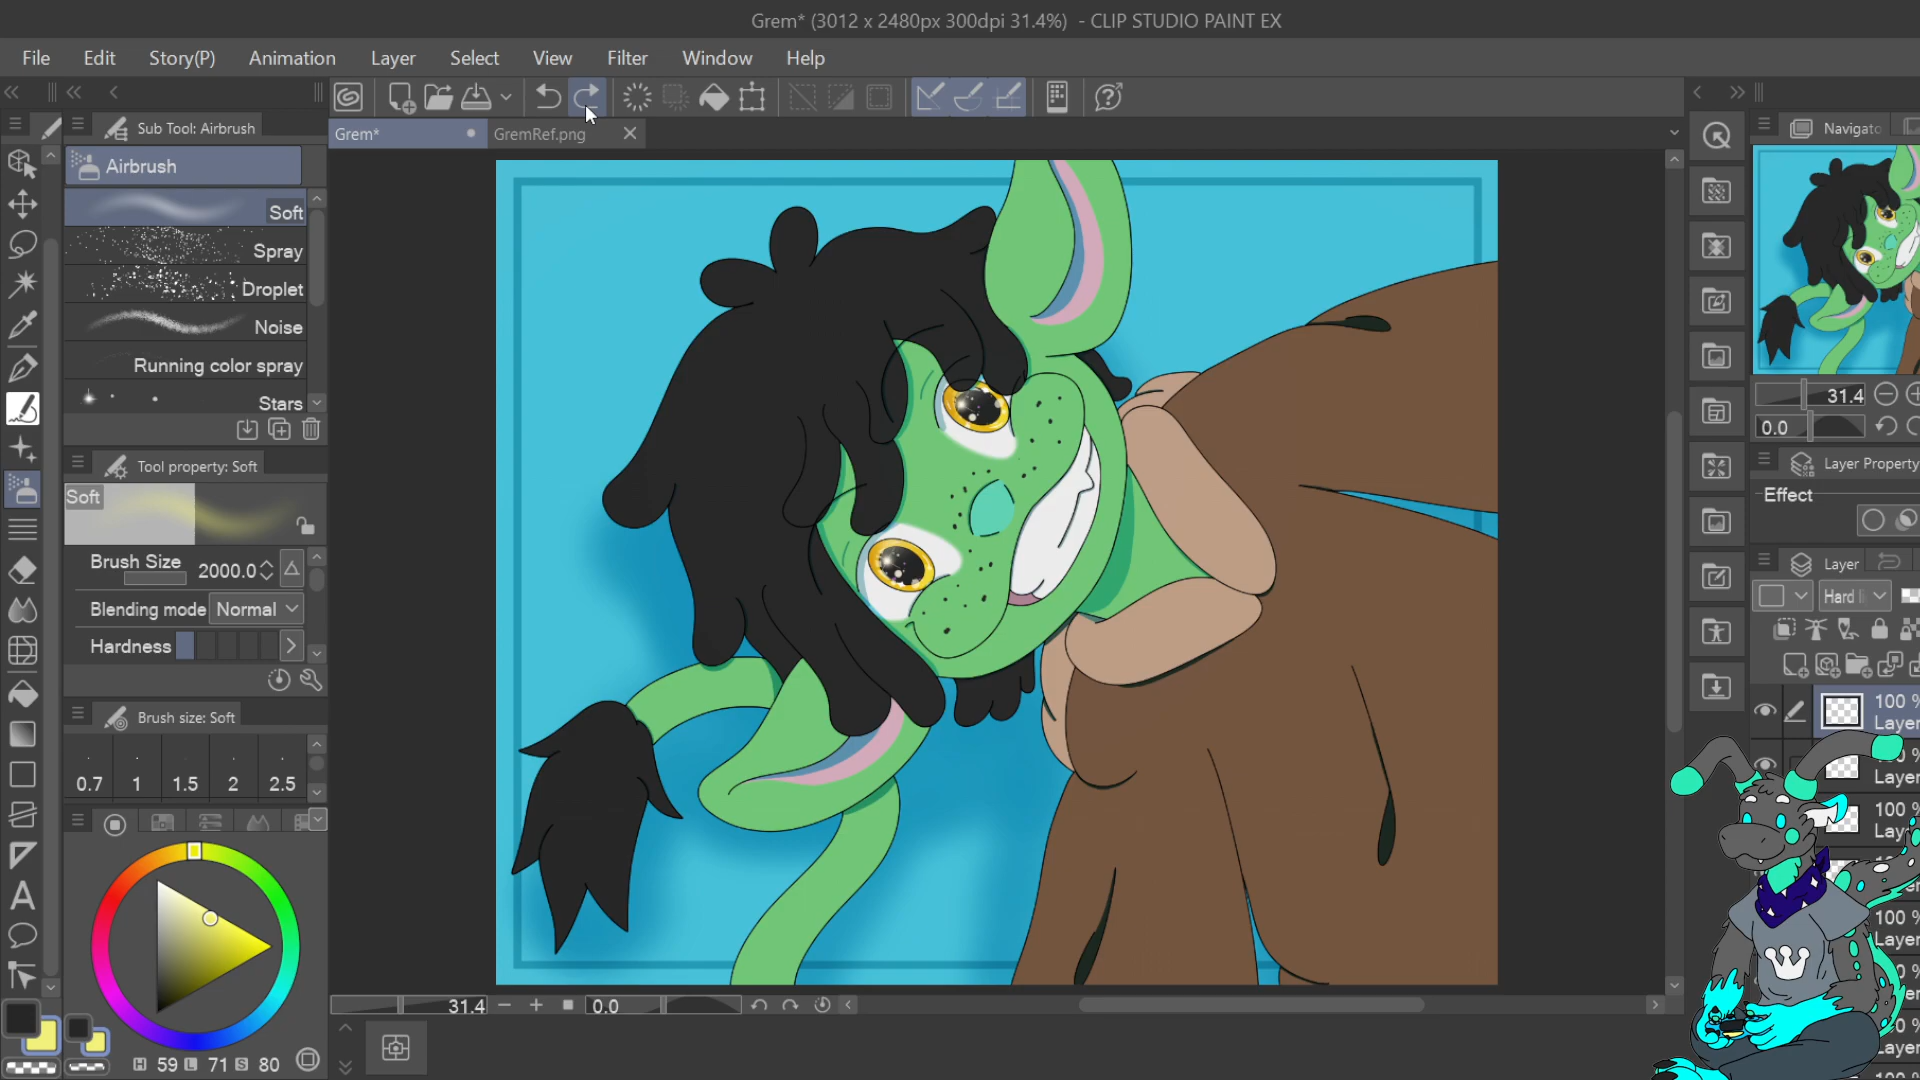 Grem* (3012 x 2480px 300dpi 31.4%) - CLIP STUDIO PAINT EX
File Edit Story(P) Animation Layer Select View Filter Window Help
Sub Tool: Airbrush
Grem*
GremRef.png
Navigato
Airbrush
Soft
Spray
Droplet
Noise
Running color spray
Stars
31.4
0.0
Tool property: Soft
Layer Property
Soft
Effect
Brush Size 2000.0
Layer
Blending mode Normal
Hard
Hardness
Brush size: Soft
100 %
Layer
0.7 1 1.5 2 2.5
%
Layer
100 %
Lay
100 %
Layer
31.4
0.0
H 59 L 71 S 80